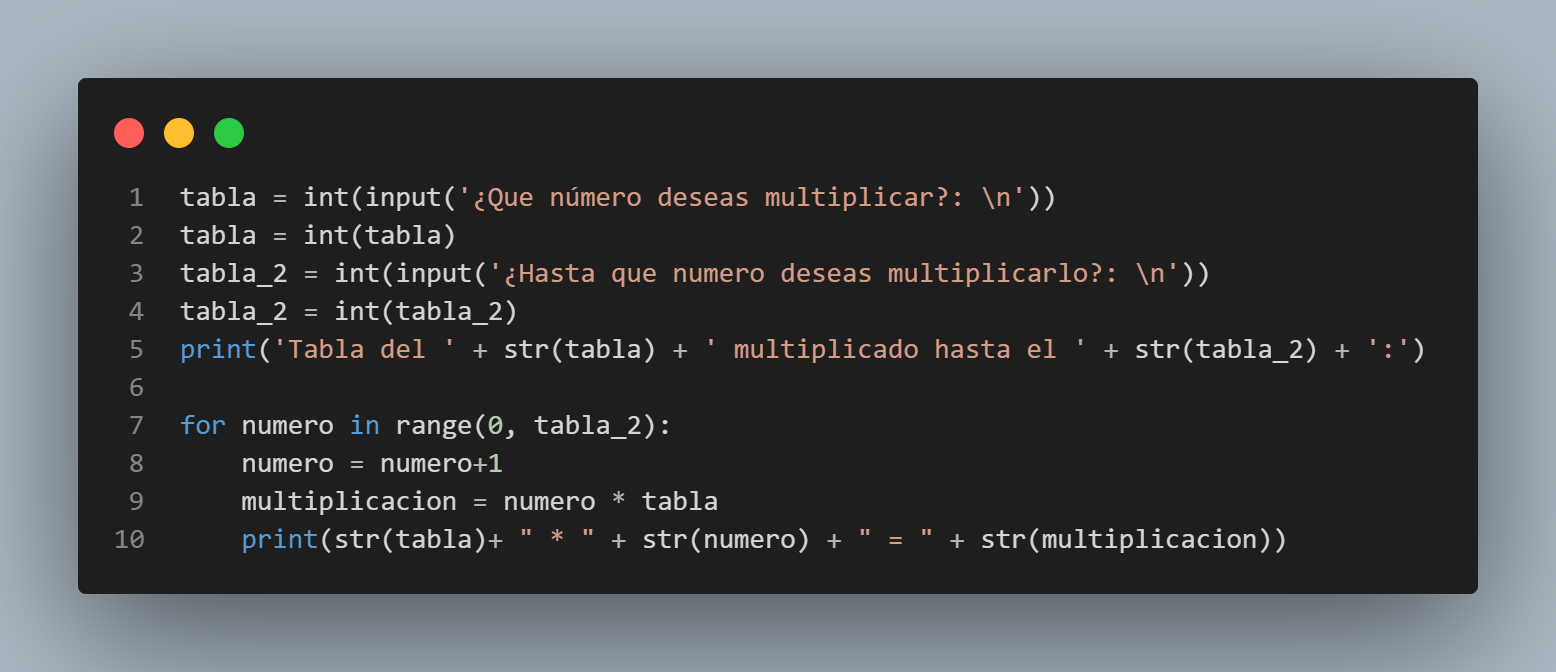 1 tabla = int(input('¿Que número deseas multiplicar?: \n'))
2 tabla = int(tabla)
3 tabla_2 = int(input('¿Hasta que numero deseas multiplicarlo?: \n'))
4 tabla_2 = int(tabla_2)
5 print('Tabla del ' + str(tabla) + ' multiplicado hasta el ' + str(tabla_2) + ':')
6
7 for numero in range(0, tabla_2):
8     numero = numero+1
9     multiplicacion = numero * tabla
10     print(str(tabla)+ " * " + str(numero) + " = " + str(multiplicacion))